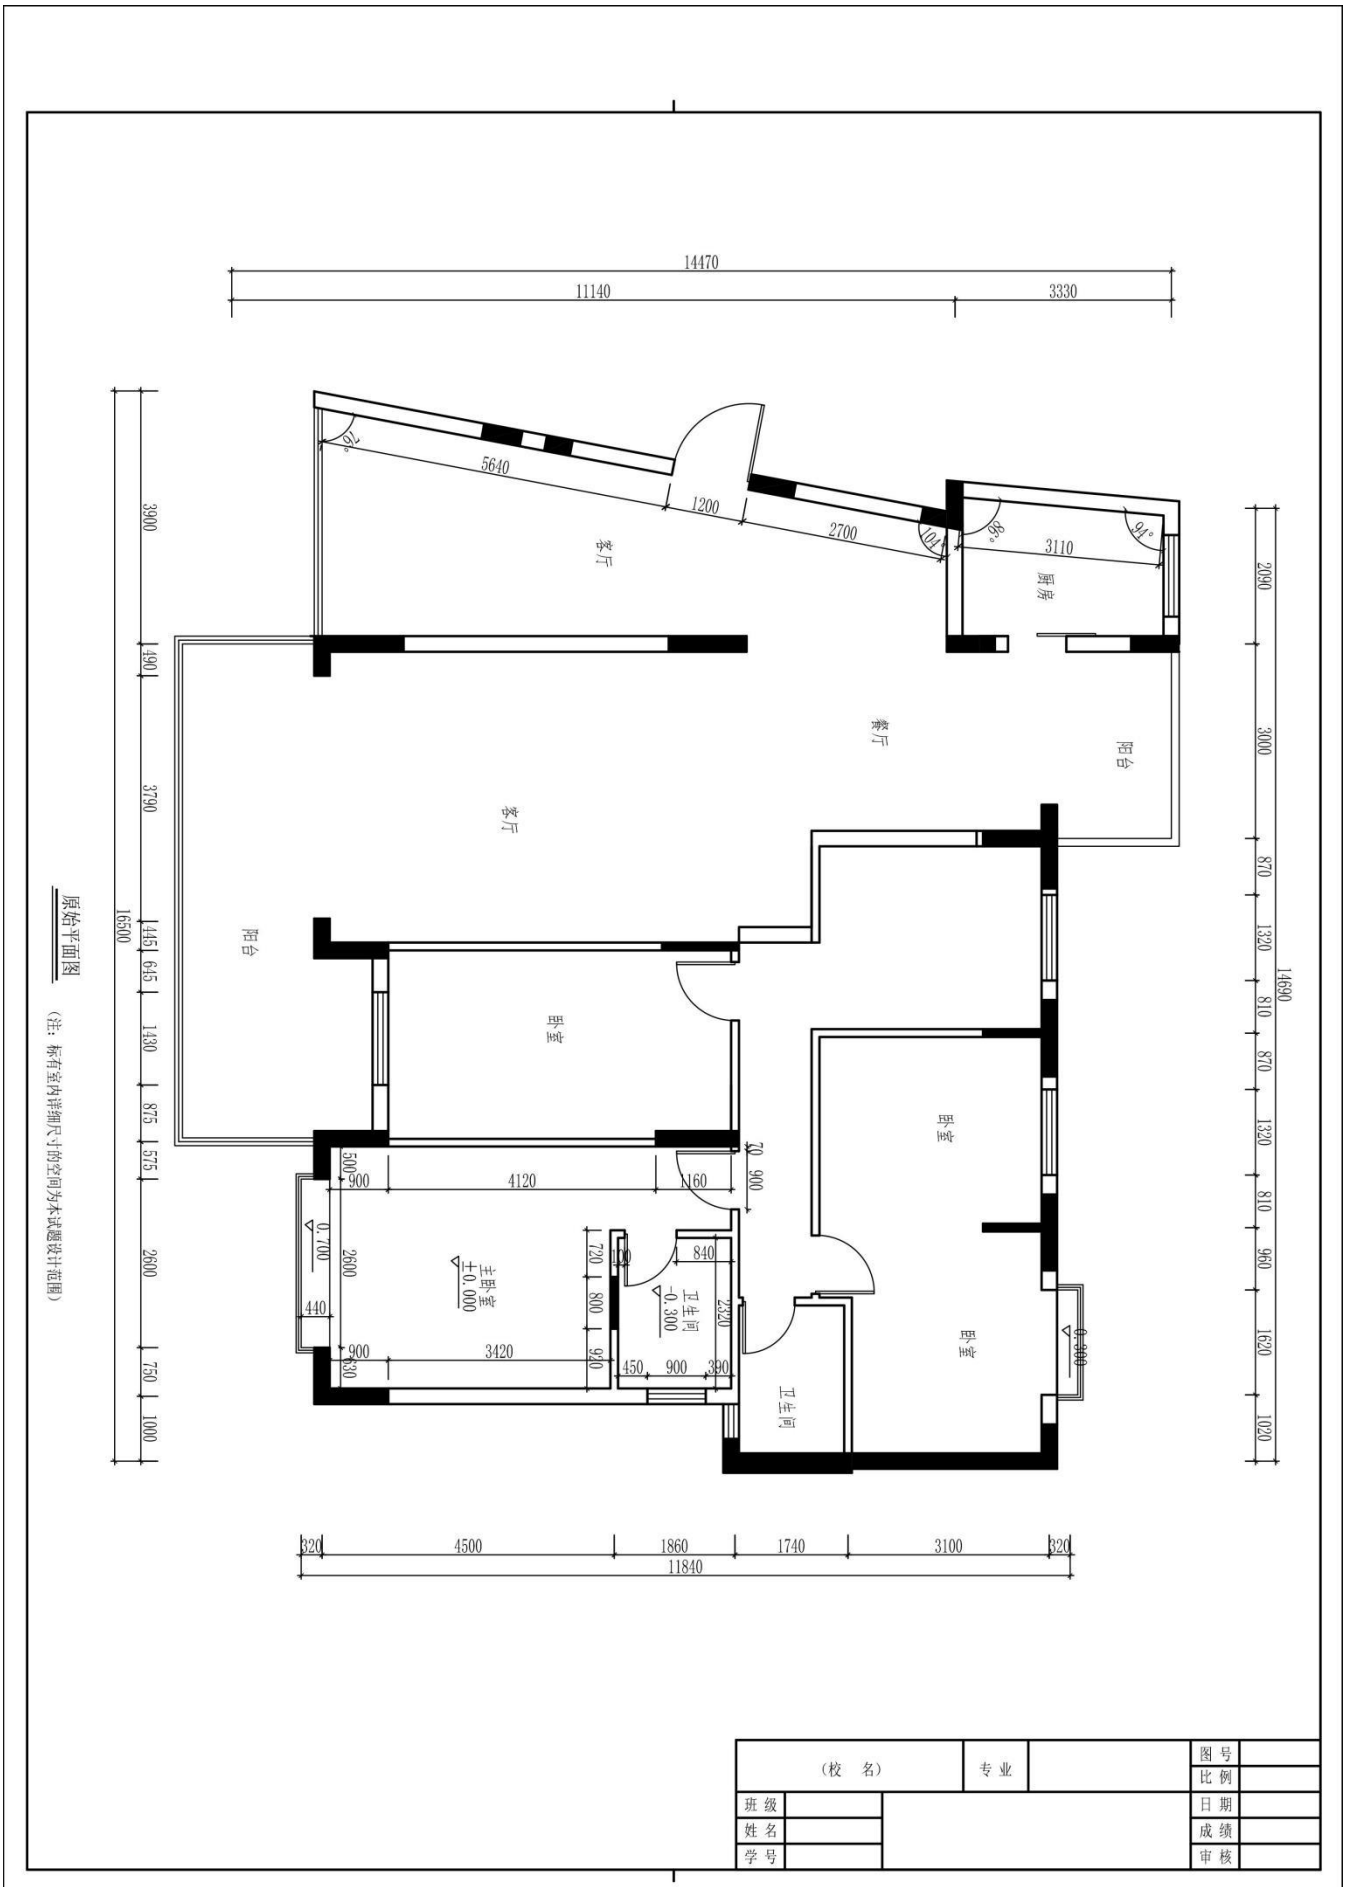 14470
11140
3330
5640
1200
2700
76°
104°
86°
94°
3110
客厅
厨房
餐厅
阳台
客厅
阳台
卧室
卧室
卧室
主卧室
±0.000
卫生间
-0.300
卫生间
0.700
0.300
3900
490
3790
445
645
1430
875
575
2600
750
1000
16500
2090
3000
870
1320
810
870
1320
810
960
1620
1020
14690
500
900
4120
1160
70
900
2600
440
630
900
3420
720
800
920
100
840
2320
450
900
390
320
4500
1860
1740
3100
320
11840
原始平面图
(注: 标有室内详细尺寸的空间为本试题设计范围)
(校 名)
专 业
图 号
比 例
班 级
日 期
姓 名
成 绩
学 号
审 核